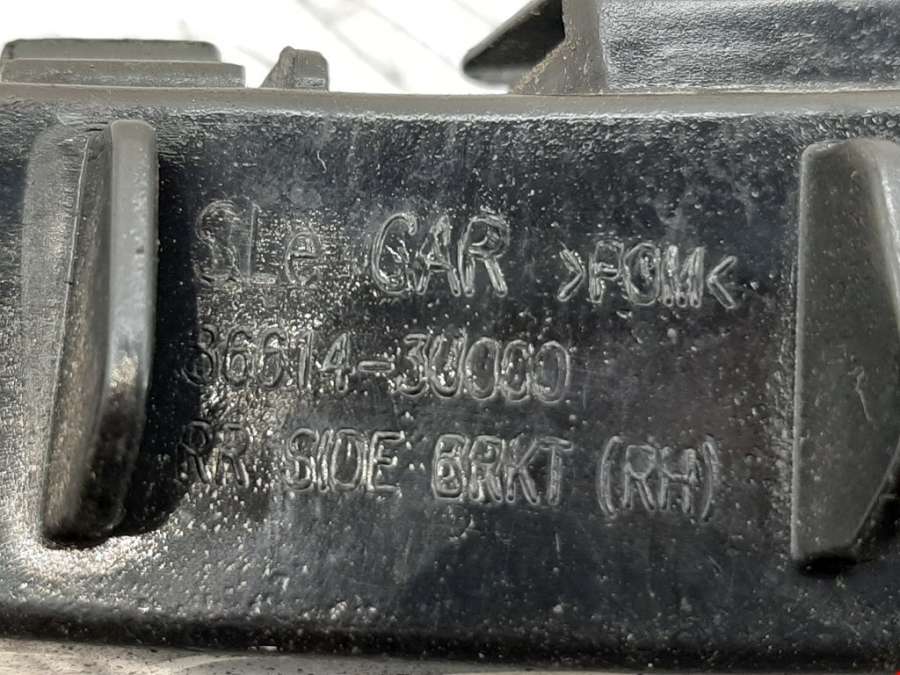 SLe CAR >POM<
86614-3U000
RR SIDE BRKT (RH)